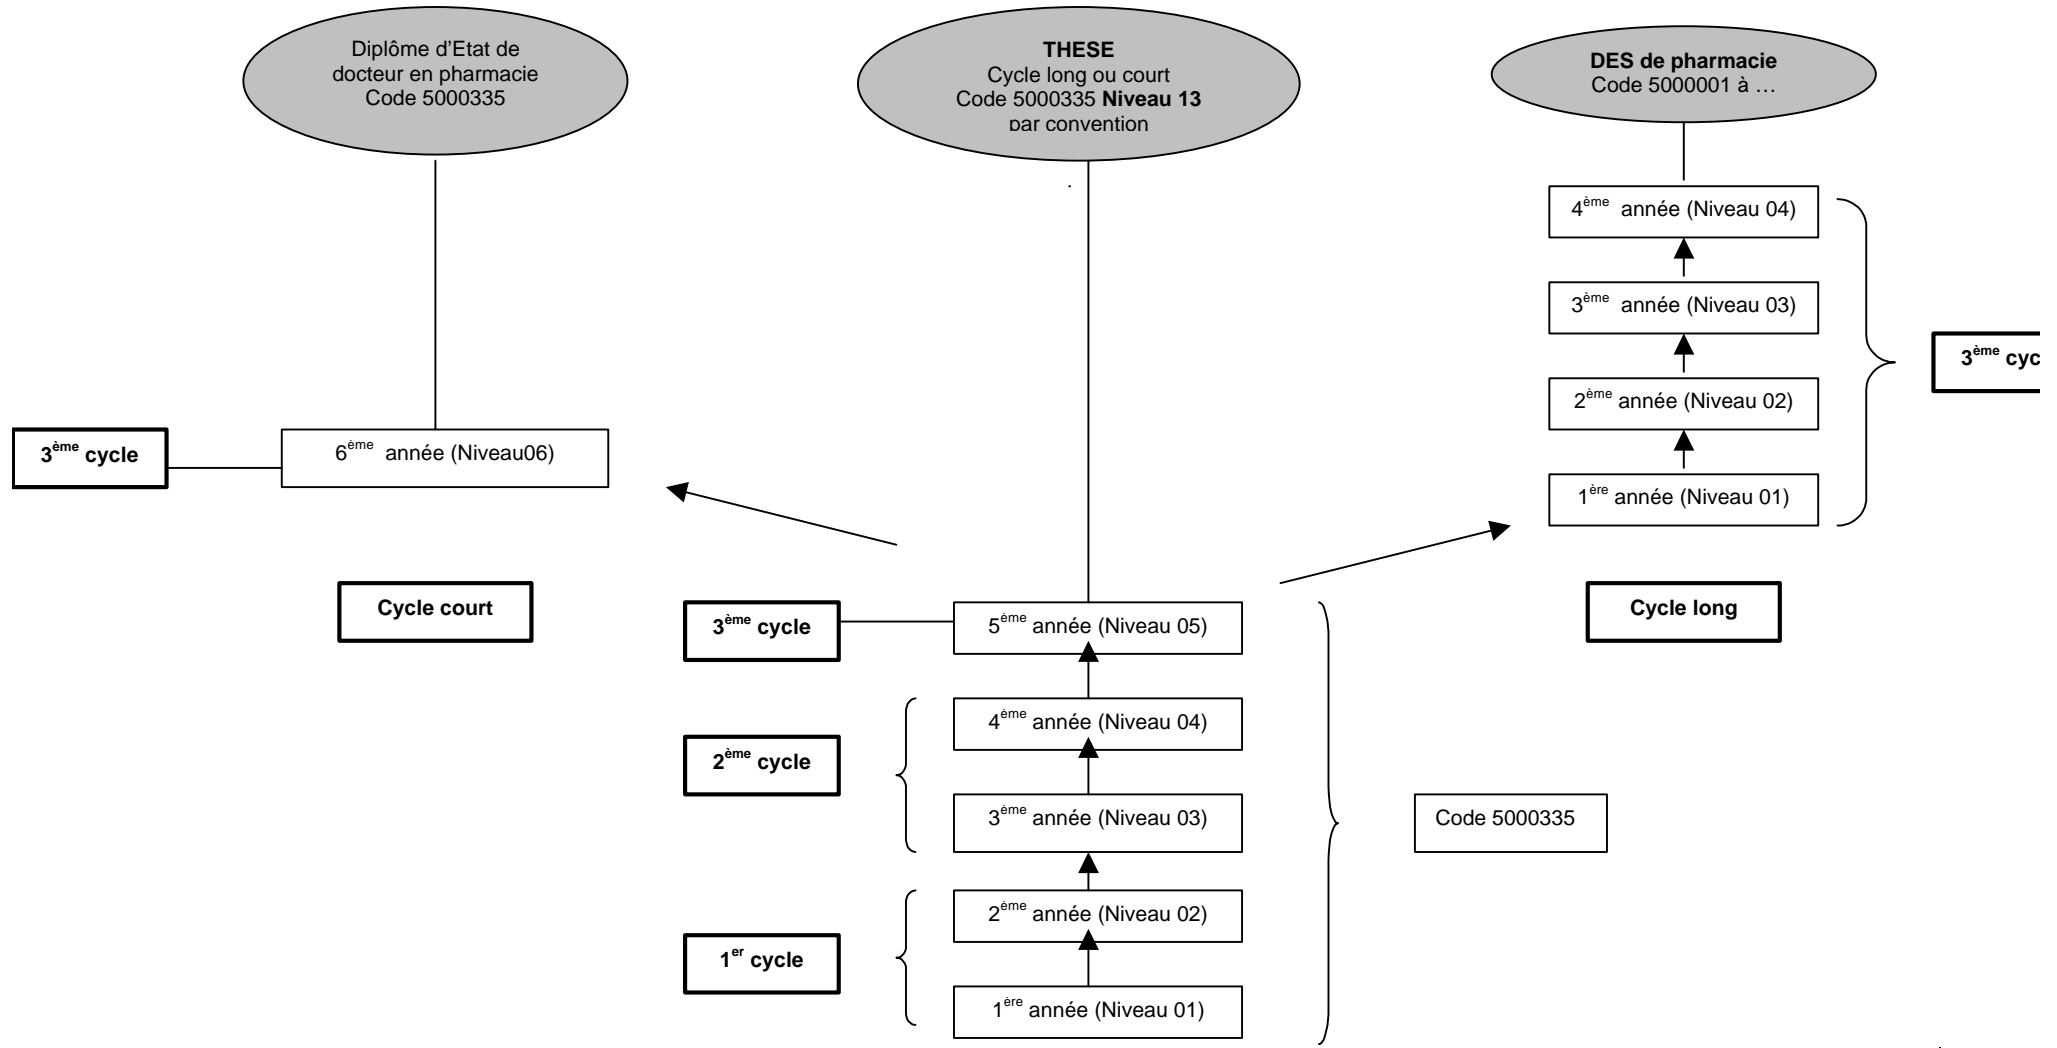 Diplôme d'Etat de
docteur en pharmacie
Code 5000335
THESE
Cycle long ou court
Code 5000335 Niveau 13
par convention
DES de pharmacie
Code 5000001 à …
4ème année (Niveau 04)
3ème année (Niveau 03)
3ème cyc
2ème année (Niveau 02)
1ère année (Niveau 01)
3ème cycle
6ème année (Niveau06)
Cycle court
Cycle long
3ème cycle
5ème année (Niveau 05)
2ème cycle
4ème année (Niveau 04)
3ème année (Niveau 03)
Code 5000335
1er cycle
2ème année (Niveau 02)
1ère année (Niveau 01)